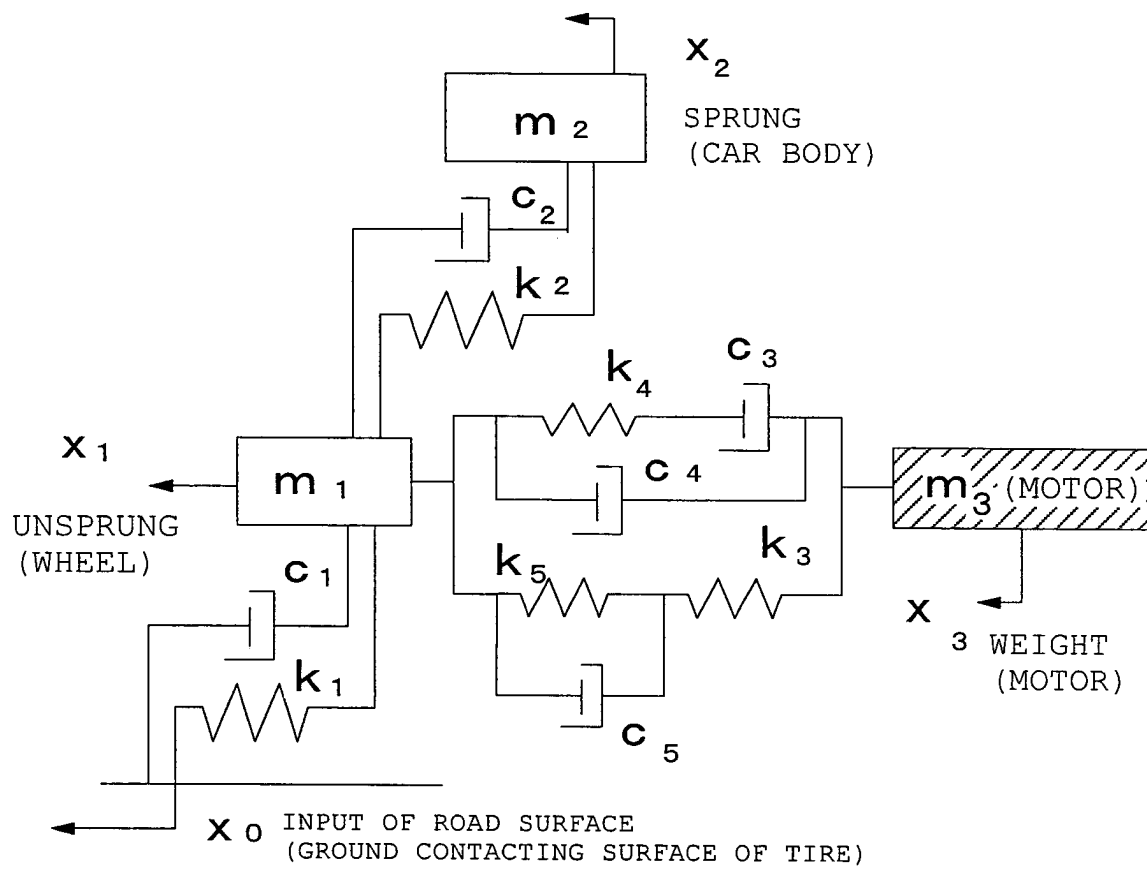 x₂
m₂
SPRUNG
(CAR BODY)
c₂
k₂
c₃
k₄
x₁
m₁
c₄
m₃ (MOTOR)
UNSPRUNG
(WHEEL)
k₅
k₃
c₁
x₃ WEIGHT
(MOTOR)
k₁
c₅
x₀ INPUT OF ROAD SURFACE
(GROUND CONTACTING SURFACE OF TIRE)